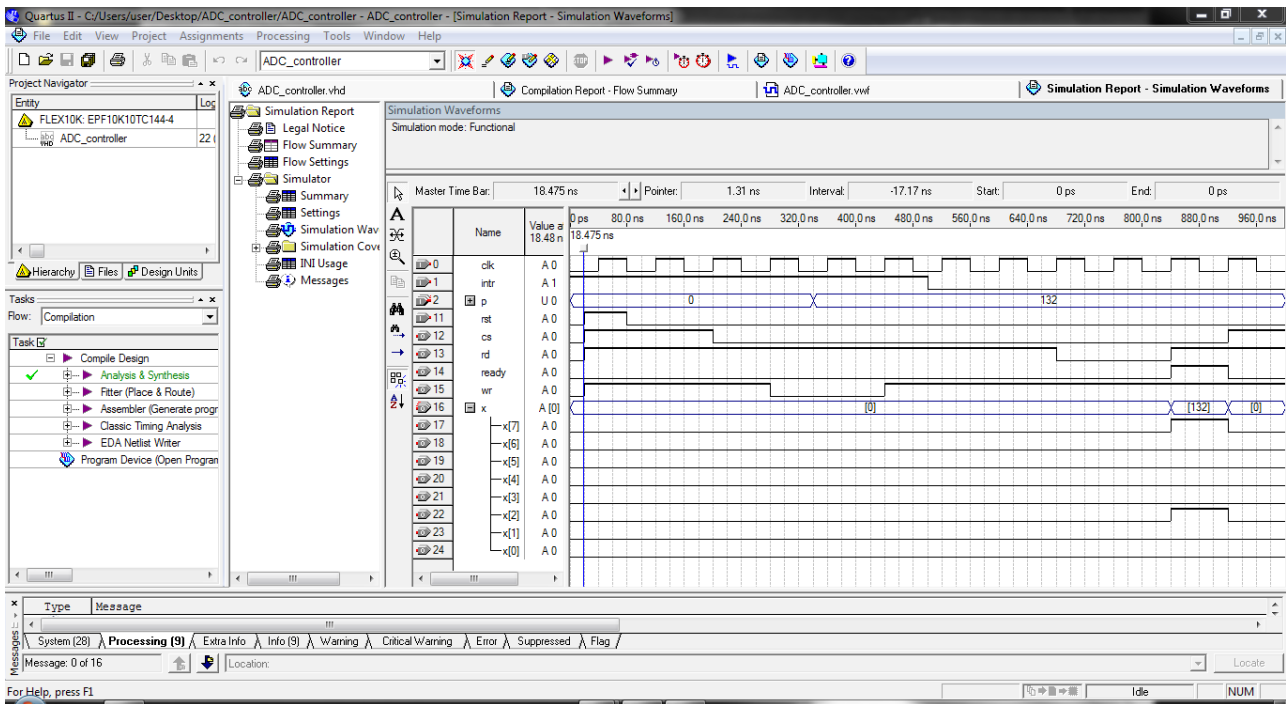 Quartus II - C:/Users/user/Desktop/ADC_controller/ADC_controller - ADC_controller - [Simulation Report - Simulation Waveforms]
File Edit View Project Assignments Processing Tools Window Help
ADC_controller
STOP
Project Navigator
Entity Loc
FLEX10K: EPF10K10TC144-4
abd VHD ADC_controller 22 (
Hierarchy Files Design Units
Tasks
Flow: Compilation
Task
Compile Design
Analysis & Synthesis
Fitter (Place & Route)
Assembler (Generate progr
Classic Timing Analysis
EDA Netlist Writer
Program Device (Open Program
ADC_controller.vhd Compilation Report - Flow Summary ADC_controller.vwf Simulation Report - Simulation Waveforms
Simulation Report
Legal Notice
Flow Summary
Flow Settings
Simulator
Summary
Settings
Simulation Wav
Simulation Cove
INI Usage
Messages
Simulation Waveforms
Simulation mode: Functional
Master Time Bar: 18.475 ns Pointer: 1.31 ns Interval: -17.17 ns Start: 0 ps End: 0 ps
Name Value a 18.48 n
0 ps 80.0 ns 160.0 ns 240.0 ns 320.0 ns 400.0 ns 480.0 ns 560.0 ns 640.0 ns 720.0 ns 800.0 ns 880.0 ns 960.0 ns
18.475 ns
0 clk A 0
1 intr A 1
2 p U 0 0 132
11 rst A 0
12 cs A 0
13 rd A 0
14 ready A 0
15 wr A 0
16 x A [0] [0] [132] [0]
17 x[7] A 0
18 x[6] A 0
19 x[5] A 0
20 x[4] A 0
21 x[3] A 0
22 x[2] A 0
23 x[1] A 0
24 x[0] A 0
Messages
Type Message
System (28) Processing (9) Extra Info Info (9) Warning Critical Warning Error Suppressed Flag
Message: 0 of 16 Location: Locate
For Help, press F1 Idle NUM